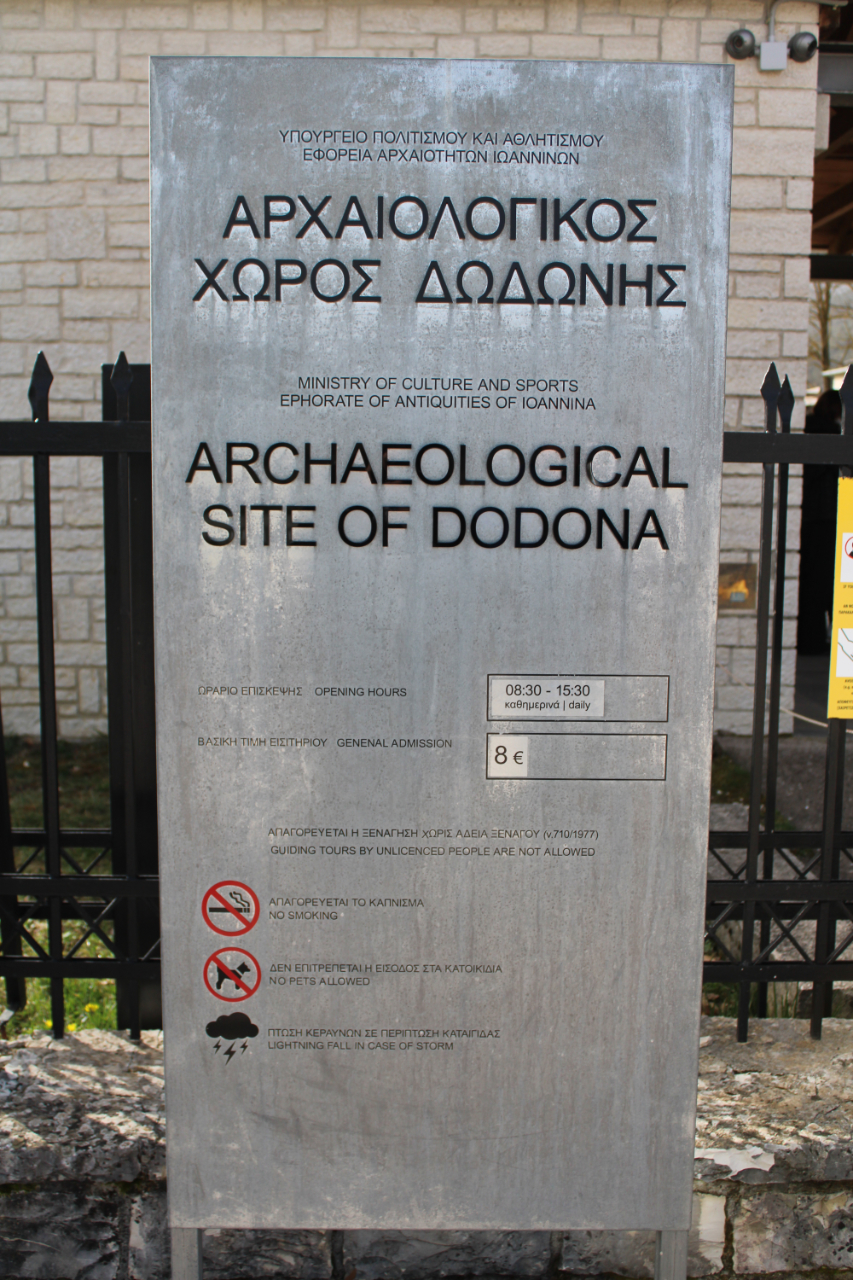 ΥΠΟΥΡΓΕΙΟ ΠΟΛΙΤΙΣΜΟΥ ΚΑΙ ΑΘΛΗΤΙΣΜΟΥ
ΕΦΟΡΕΙΑ ΑΡΧΑΙΟΤΗΤΩΝ ΙΩΑΝΝΙΝΩΝ
ΑΡΧΑΙΟΛΟΓΙΚΟΣ
ΧΩΡΟΣ ΔΩΔΩΝΗΣ
MINISTRY OF CULTURE AND SPORTS
EPHORATE OF ANTIQUITIES OF IOANNINA
ARCHAEOLOGICAL
SITE OF DODONA
ΩΡΑΡΙΟ ΕΠΙΣΚΕΨΗΣ OPENING HOURS 08:30 - 15:30
καθημερινά | daily
ΒΑΣΙΚΗ ΤΙΜΗ ΕΙΣΙΤΗΡΙΟΥ GENENAL ADMISSION 8 €
ΑΠΑΓΟΡΕΥΕΤΑΙ Η ΞΕΝΑΓΗΣΗ ΧΩΡΙΣ ΑΔΕΙΑ ΞΕΝΑΓΟΥ (ν.710/1977)
GUIDING TOURS BY UNLICENCED PEOPLE ARE NOT ALLOWED
ΑΠΑΓΟΡΕΥΕΤΑΙ ΤΟ ΚΑΠΝΙΣΜΑ
NO SMOKING
ΔΕΝ ΕΠΙΤΡΕΠΕΤΑΙ Η ΕΙΣΟΔΟΣ ΣΤΑ ΚΑΤΟΙΚΙΔΙΑ
NO PETS ALLOWED
ΠΤΩΣΗ ΚΕΡΑΥΝΩΝ ΣΕ ΠΕΡΙΠΤΩΣΗ ΚΑΤΑΙΓΙΔΑΣ
LIGHTNING FALL IN CASE OF STORM